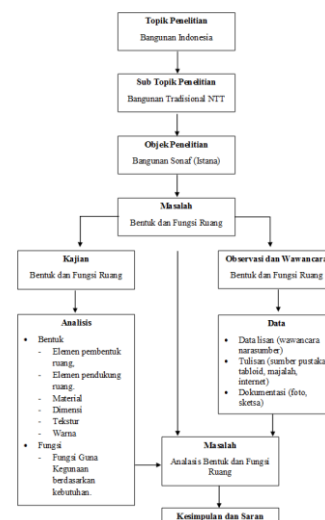 Topik Penelitian
Bangunan Indonesia
Sub Topik Penelitian
Bangunan Tradisional NTT
Objek Penelitian
Bangunan Sonaf (Istana)
Masalah
Bentuk dan Fungsi Ruang
Kajian
Bentuk dan Fungsi Ruang
Observasi dan Wawancara
Bentuk dan Fungsi Ruang
Analisis
• Bentuk
- Elemen pembentuk
ruang,
- Elemen pendukung
ruang.
- Material
- Dimensi
- Tekstur
- Warna
• Fungsi
- Fungsi Guna
Kegunaan
berdasarkan
kebutuhan.
Data
• Data lisan (wawancara
narasumber)
• Tulisan (sumber pustaka,
tabloid, majalah,
internet)
• Dokumentasi (foto,
sketsa)
Masalah
Analasis Bentuk dan Fungsi
Ruang
Kesimpulan dan Saran